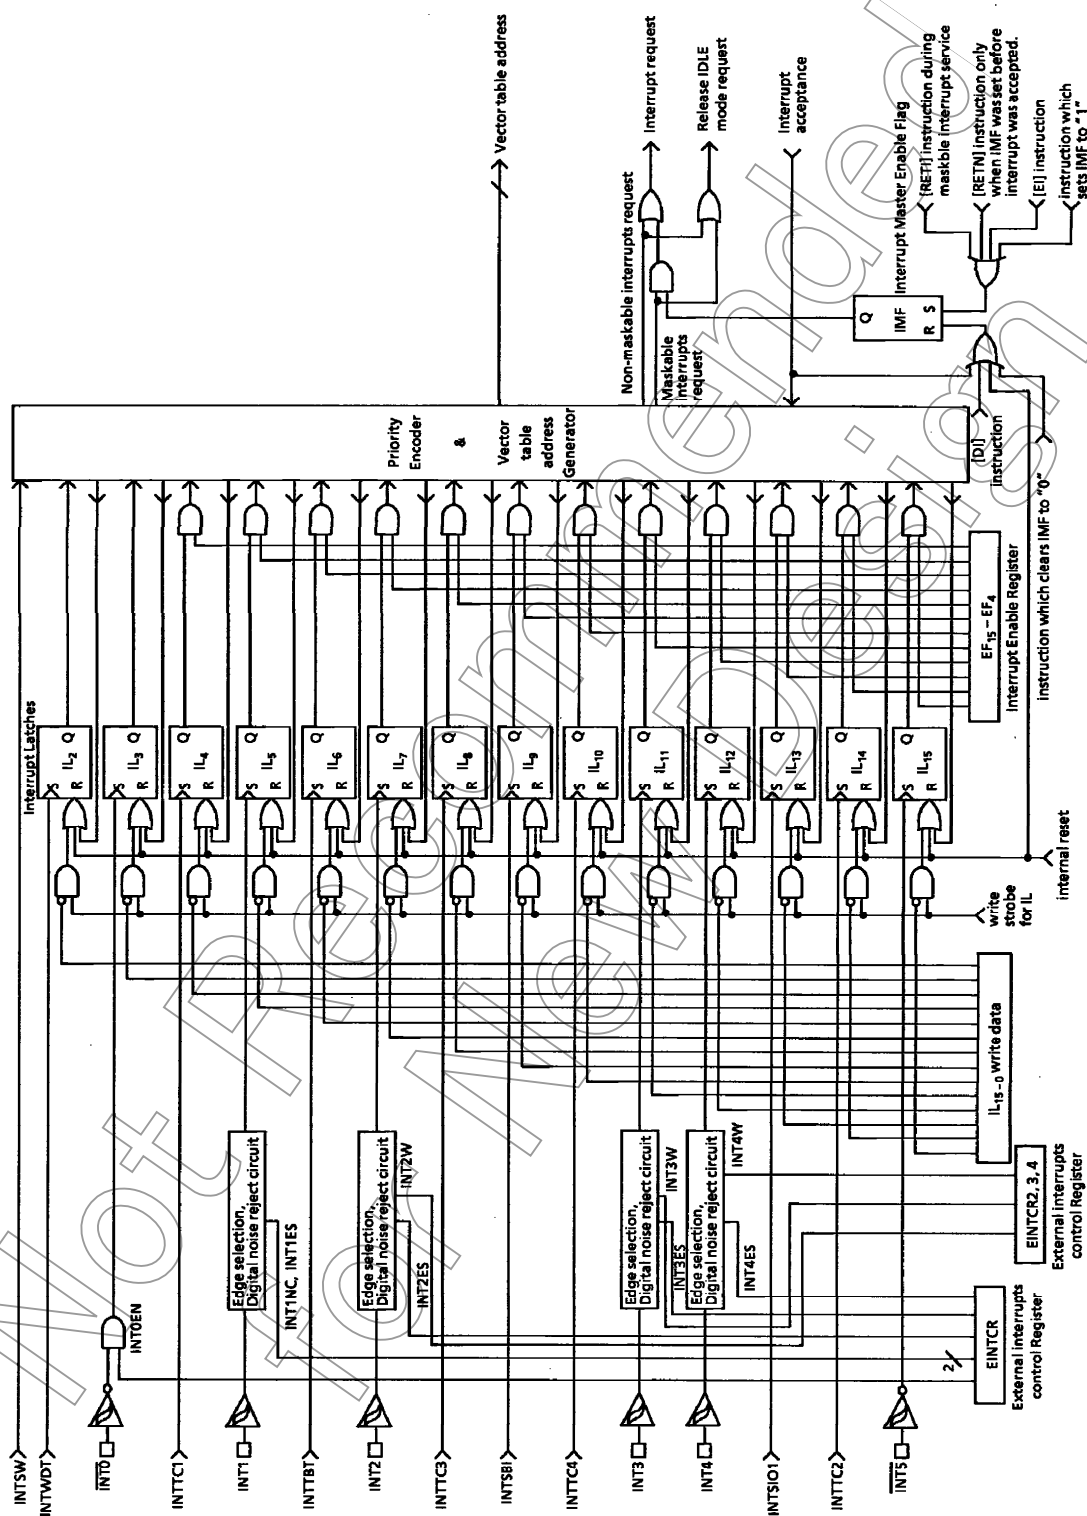 INTSW
INTWDT
INT0
INTTC1
INT1
INTTBT
INT2
INTTC3
INTSBI
INTTC4
INT3
INT4
INTSIO1
INTTC2
INT5
INT0EN
Edge selection,
Digital noise reject circuit
INT1NC, INT1ES
Edge selection,
Digital noise reject circuit
INT2W
INT2ES
Edge selection,
Digital noise reject circuit
INT3W
INT3ES
Edge selection,
Digital noise reject circuit
INT4W
INT4ES
2
EINTCR
External interrupts
control Register
EINTCR2, 3, 4
External interrupts
control Register
IL15 – 0 write data
write
strobe
for IL
internal reset
Interrupt Latches
S Q
IL2
R
S Q
IL3
R
S Q
IL4
R
S Q
IL5
R
S Q
IL6
R
S Q
IL7
R
S Q
IL8
R
S Q
IL9
R
S Q
IL10
R
S Q
IL11
R
S Q
IL12
R
S Q
IL13
R
S Q
IL14
R
S Q
IL15
R
EF15 – EF4
Interrupt Enable Register
instruction which clears IMF to "0"
[DI]
instruction
Priority
Encoder
&
Vector
table
address
Generator
Vector table address
Non-maskable interrupts request
Maskable
interrupts
request
Interrupt request
Release IDLE
mode request
Interrupt
acceptance
Q
IMF
R S
Interrupt Master Enable Flag
[RETI] instruction during
maskble interrupt service
[RETN] instruction only
when IMF was set before
interrupt was accepted.
[EI] instruction
instruction which
sets IMF to "1"
Not Recommended
for New Design